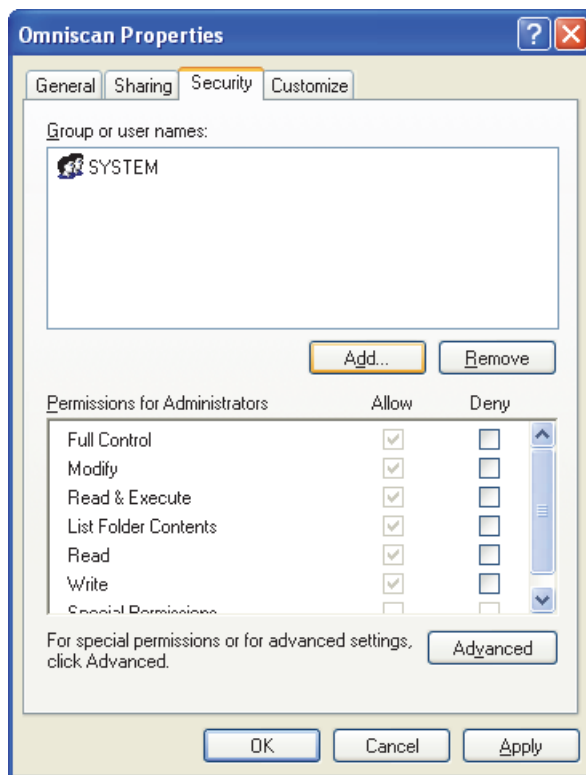 Omniscan Properties
General Sharing Security Customize
Group or user names:
SYSTEM
Add... Remove
Permissions for Administrators Allow Deny
Full Control
Modify
Read & Execute
List Folder Contents
Read
Write
Special Permissions
For special permissions or for advanced settings,
click Advanced.
Advanced
OK Cancel Apply